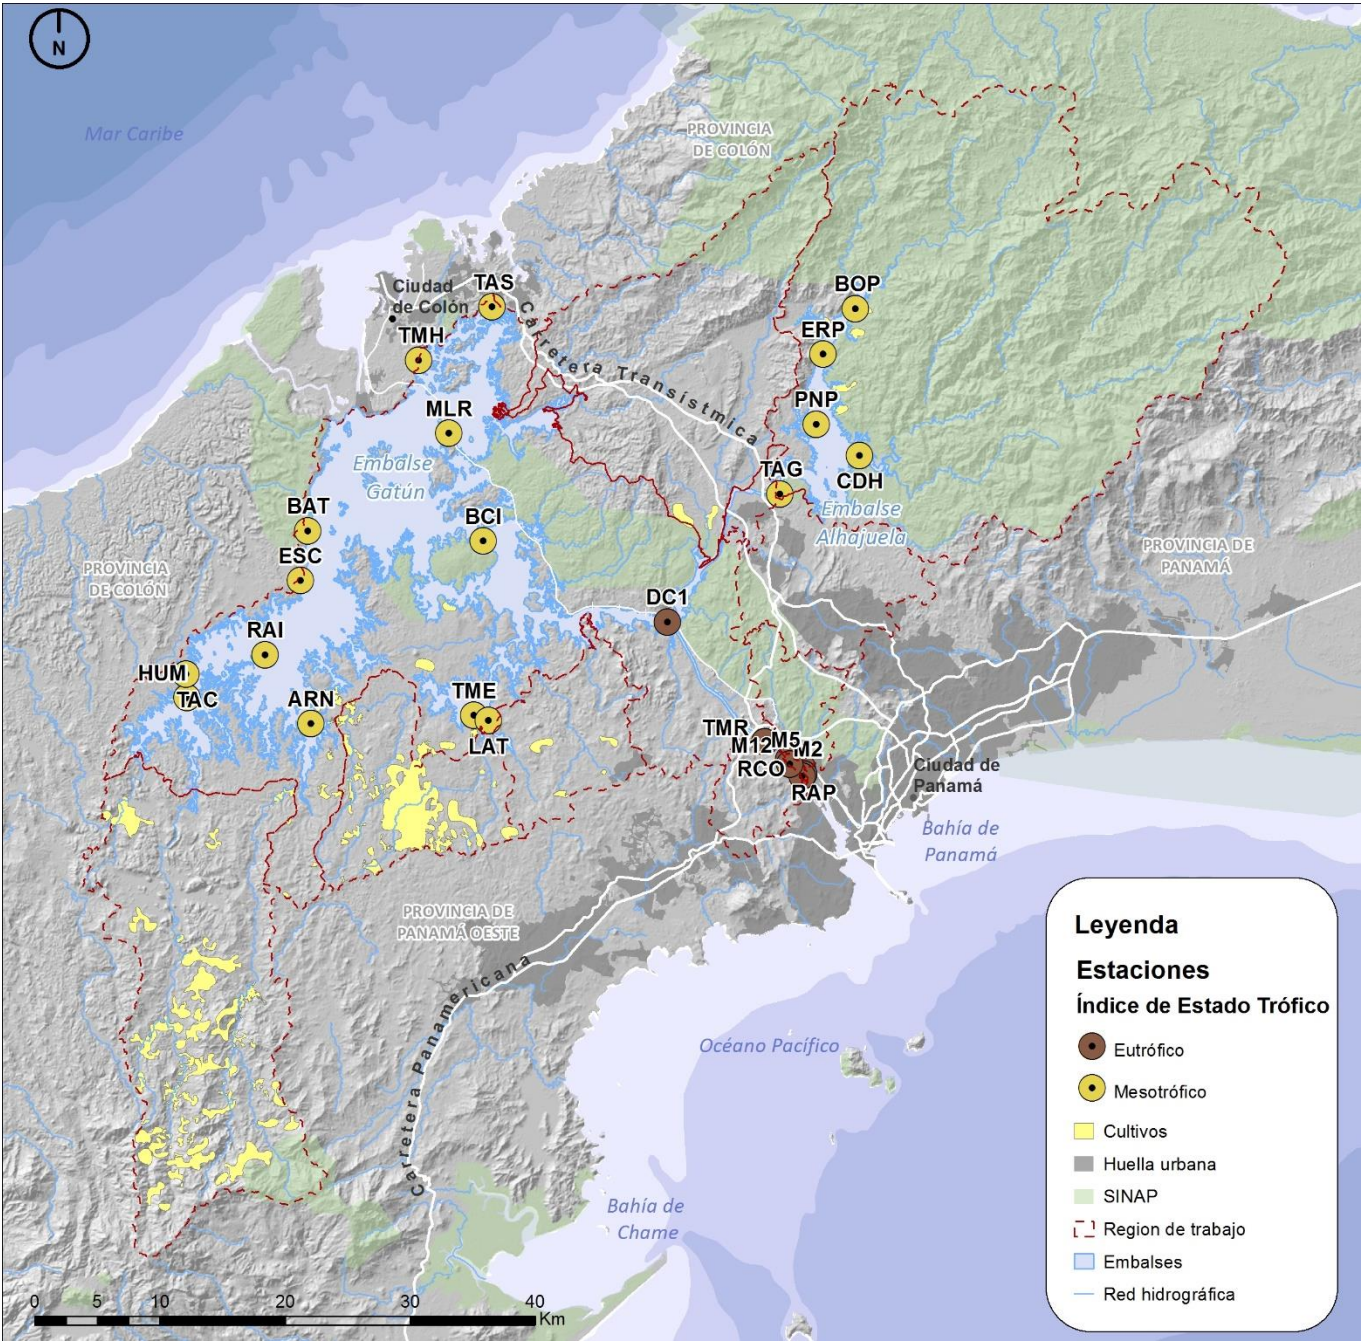 N
Mar Caribe
PROVINCIA
DE COLÓN
Ciudad
de Colón
TAS
TMH
Carretera Transístmica
BOP
ERP
MLR
PNP
Embalse
Gatún
TAG
CDH
Embalse
Alhajuela
BAT
BCI
ESC
PROVINCIA
DE COLÓN
PROVINCIA DE
PANAMÁ
DC1
RAI
HUM
TAC
ARN
TME
LAT
TMR
M12
M5
M2
RCO
RAP
Ciudad de
Panamá
Bahía de
Panamá
PROVINCIA DE
PANAMÁ OESTE
Carretera Panamericana
Océano Pacífico
Bahía de
Chame
Leyenda
Estaciones
Índice de Estado Trófico
Eutrófico
Mesotrófico
Cultivos
Huella urbana
SINAP
Region de trabajo
Embalses
Red hidrográfica
0 5 10 20 30 40
Km